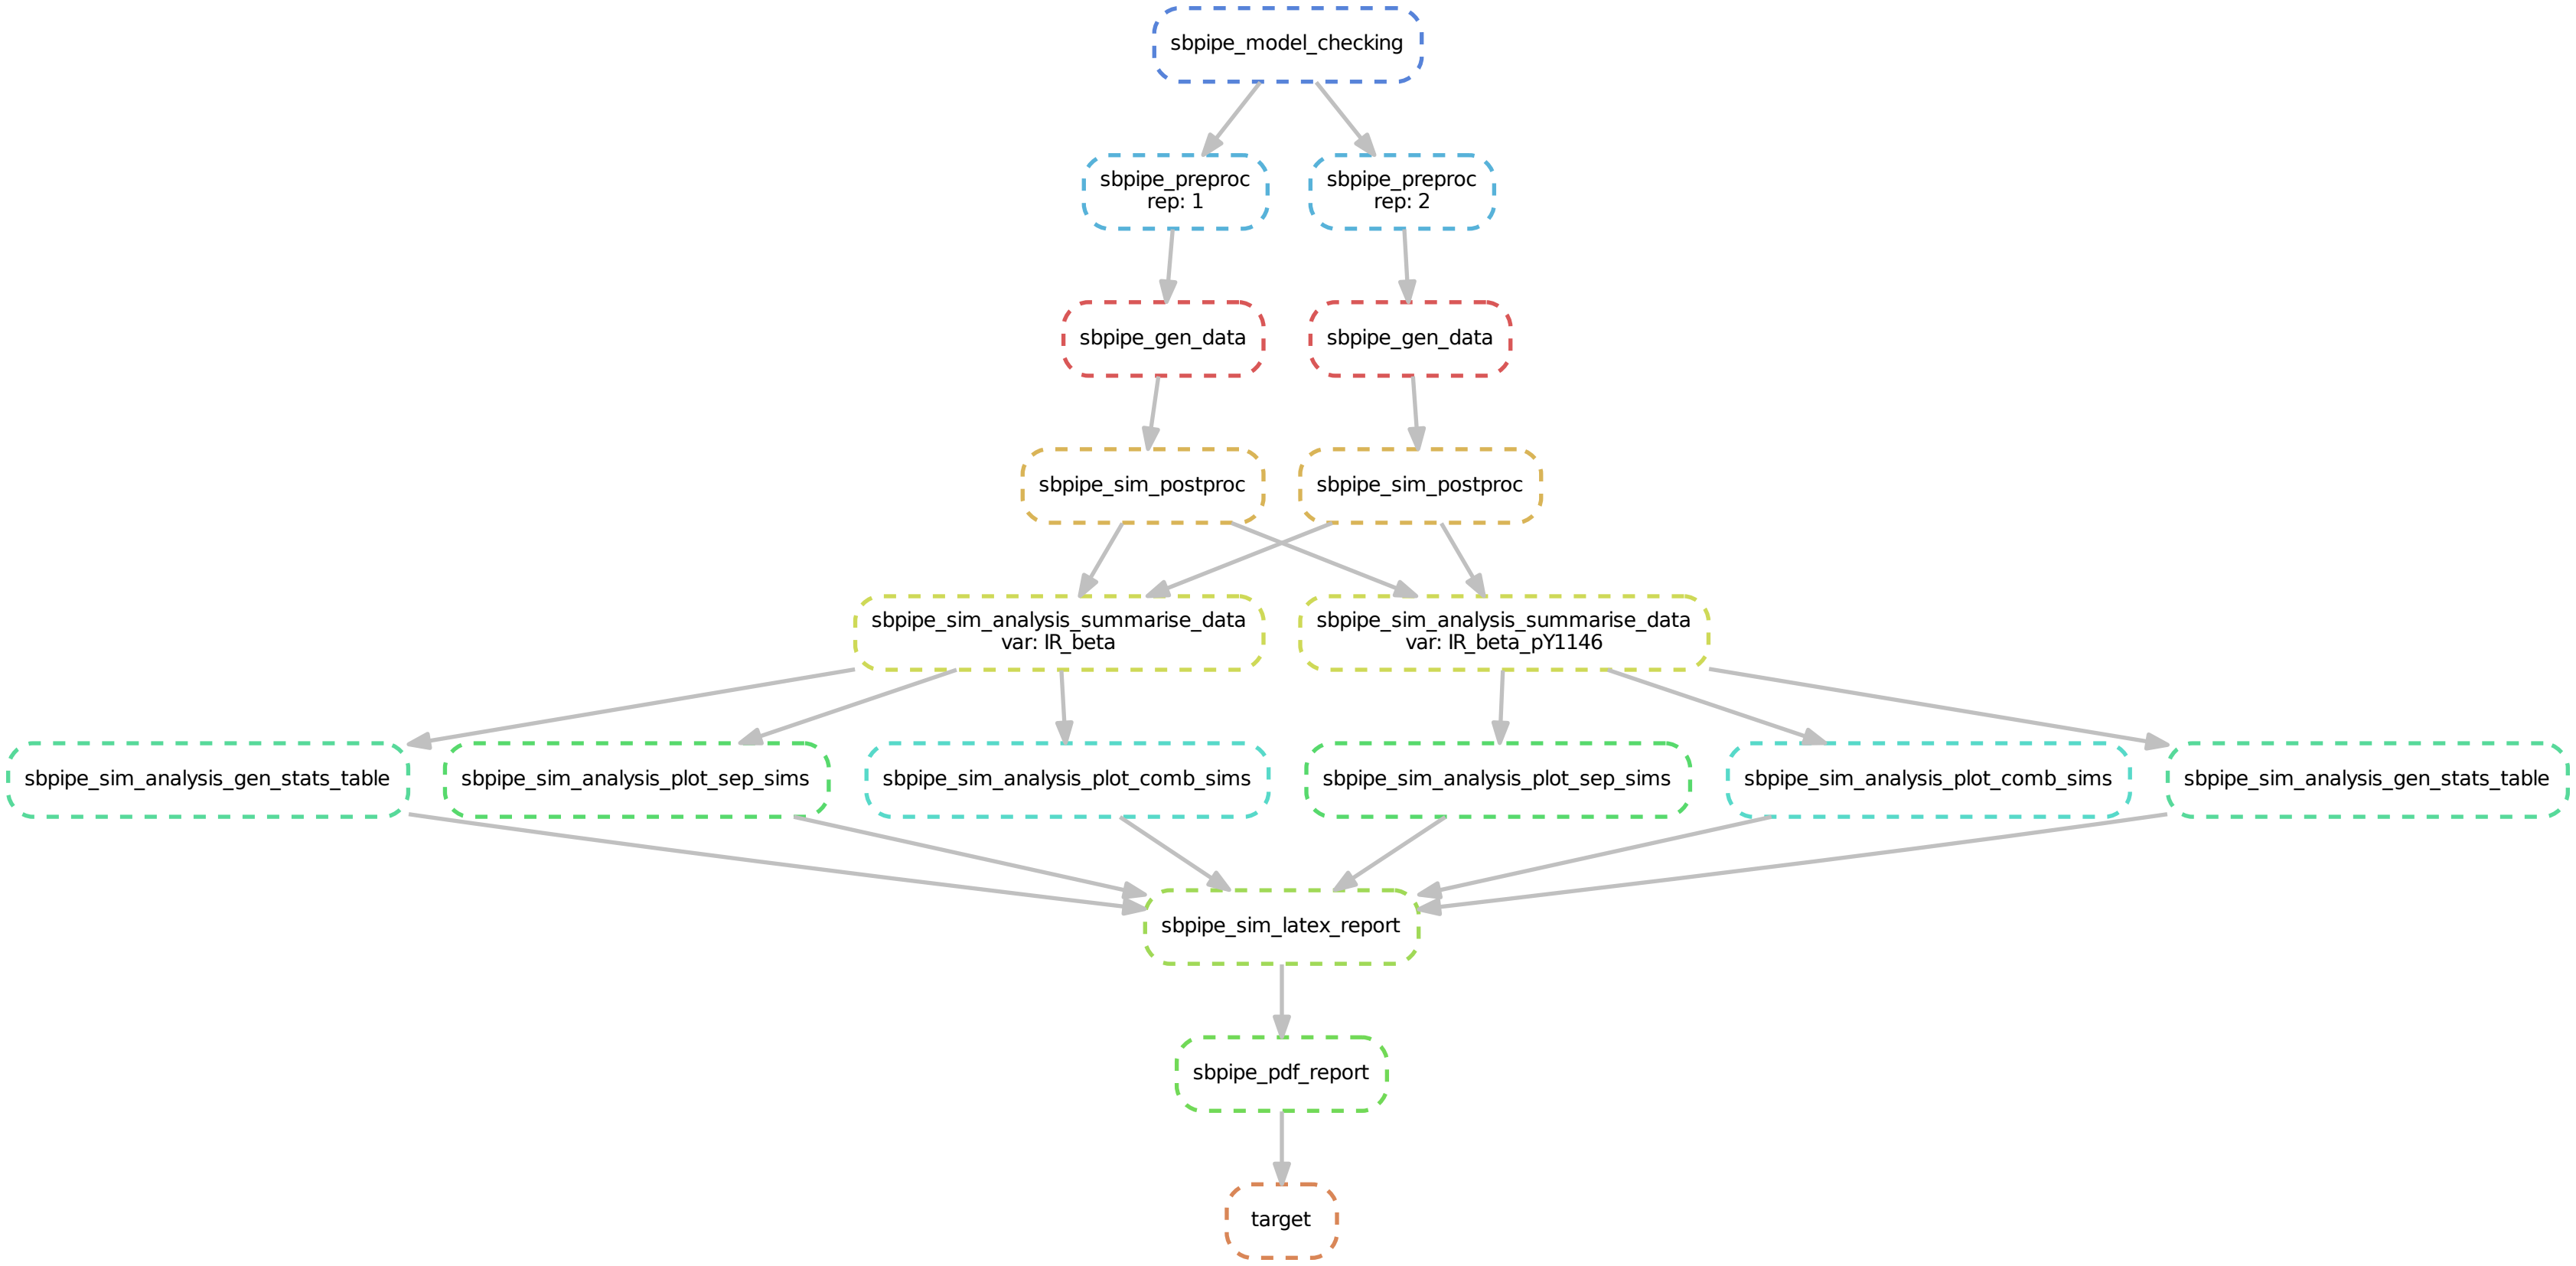 sbpipe_model_checking
sbpipe_preproc
rep: 1
sbpipe_preproc
rep: 2
sbpipe_gen_data
sbpipe_gen_data
sbpipe_sim_postproc
sbpipe_sim_postproc
sbpipe_sim_analysis_summarise_data
var: IR_beta
sbpipe_sim_analysis_summarise_data
var: IR_beta_pY1146
sbpipe_sim_analysis_gen_stats_table
sbpipe_sim_analysis_plot_sep_sims
sbpipe_sim_analysis_plot_comb_sims
sbpipe_sim_analysis_plot_sep_sims
sbpipe_sim_analysis_plot_comb_sims
sbpipe_sim_analysis_gen_stats_table
sbpipe_sim_latex_report
sbpipe_pdf_report
target